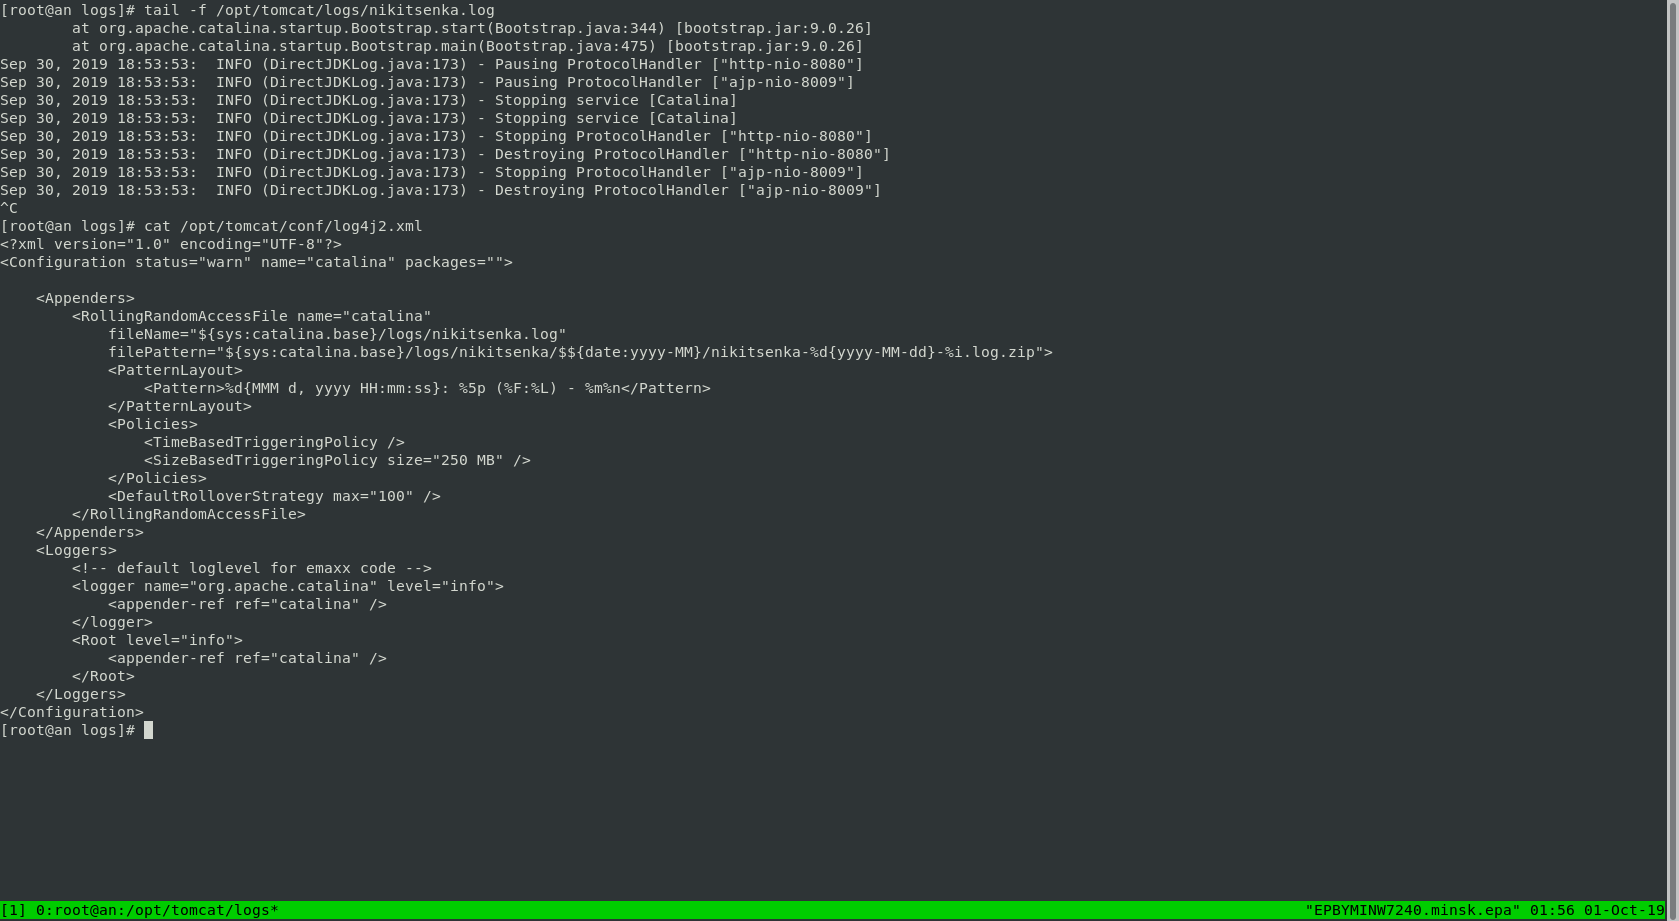 [root@an logs]# tail -f /opt/tomcat/logs/nikitsenka.log
        at org.apache.catalina.startup.Bootstrap.start(Bootstrap.java:344) [bootstrap.jar:9.0.26]
        at org.apache.catalina.startup.Bootstrap.main(Bootstrap.java:475) [bootstrap.jar:9.0.26]
Sep 30, 2019 18:53:53:  INFO (DirectJDKLog.java:173) - Pausing ProtocolHandler ["http-nio-8080"]
Sep 30, 2019 18:53:53:  INFO (DirectJDKLog.java:173) - Pausing ProtocolHandler ["ajp-nio-8009"]
Sep 30, 2019 18:53:53:  INFO (DirectJDKLog.java:173) - Stopping service [Catalina]
Sep 30, 2019 18:53:53:  INFO (DirectJDKLog.java:173) - Stopping service [Catalina]
Sep 30, 2019 18:53:53:  INFO (DirectJDKLog.java:173) - Stopping ProtocolHandler ["http-nio-8080"]
Sep 30, 2019 18:53:53:  INFO (DirectJDKLog.java:173) - Destroying ProtocolHandler ["http-nio-8080"]
Sep 30, 2019 18:53:53:  INFO (DirectJDKLog.java:173) - Stopping ProtocolHandler ["ajp-nio-8009"]
Sep 30, 2019 18:53:53:  INFO (DirectJDKLog.java:173) - Destroying ProtocolHandler ["ajp-nio-8009"]
^C
[root@an logs]# cat /opt/tomcat/conf/log4j2.xml
<?xml version="1.0" encoding="UTF-8"?>
<Configuration status="warn" name="catalina" packages="">

    <Appenders>
        <RollingRandomAccessFile name="catalina"
            fileName="${sys:catalina.base}/logs/nikitsenka.log"
            filePattern="${sys:catalina.base}/logs/nikitsenka/$${date:yyyy-MM}/nikitsenka-%d{yyyy-MM-dd}-%i.log.zip">
            <PatternLayout>
                <Pattern>%d{MMM d, yyyy HH:mm:ss}: %5p (%F:%L) - %m%n</Pattern>
            </PatternLayout>
            <Policies>
                <TimeBasedTriggeringPolicy />
                <SizeBasedTriggeringPolicy size="250 MB" />
            </Policies>
            <DefaultRolloverStrategy max="100" />
        </RollingRandomAccessFile>
    </Appenders>
    <Loggers>
        <!-- default loglevel for emaxx code -->
        <logger name="org.apache.catalina" level="info">
            <appender-ref ref="catalina" />
        </logger>
        <Root level="info">
            <appender-ref ref="catalina" />
        </Root>
    </Loggers>
</Configuration>
[root@an logs]#
[1] 0:root@an:/opt/tomcat/logs* "EPBYMINW7240.minsk.epa" 01:56 01-Oct-19